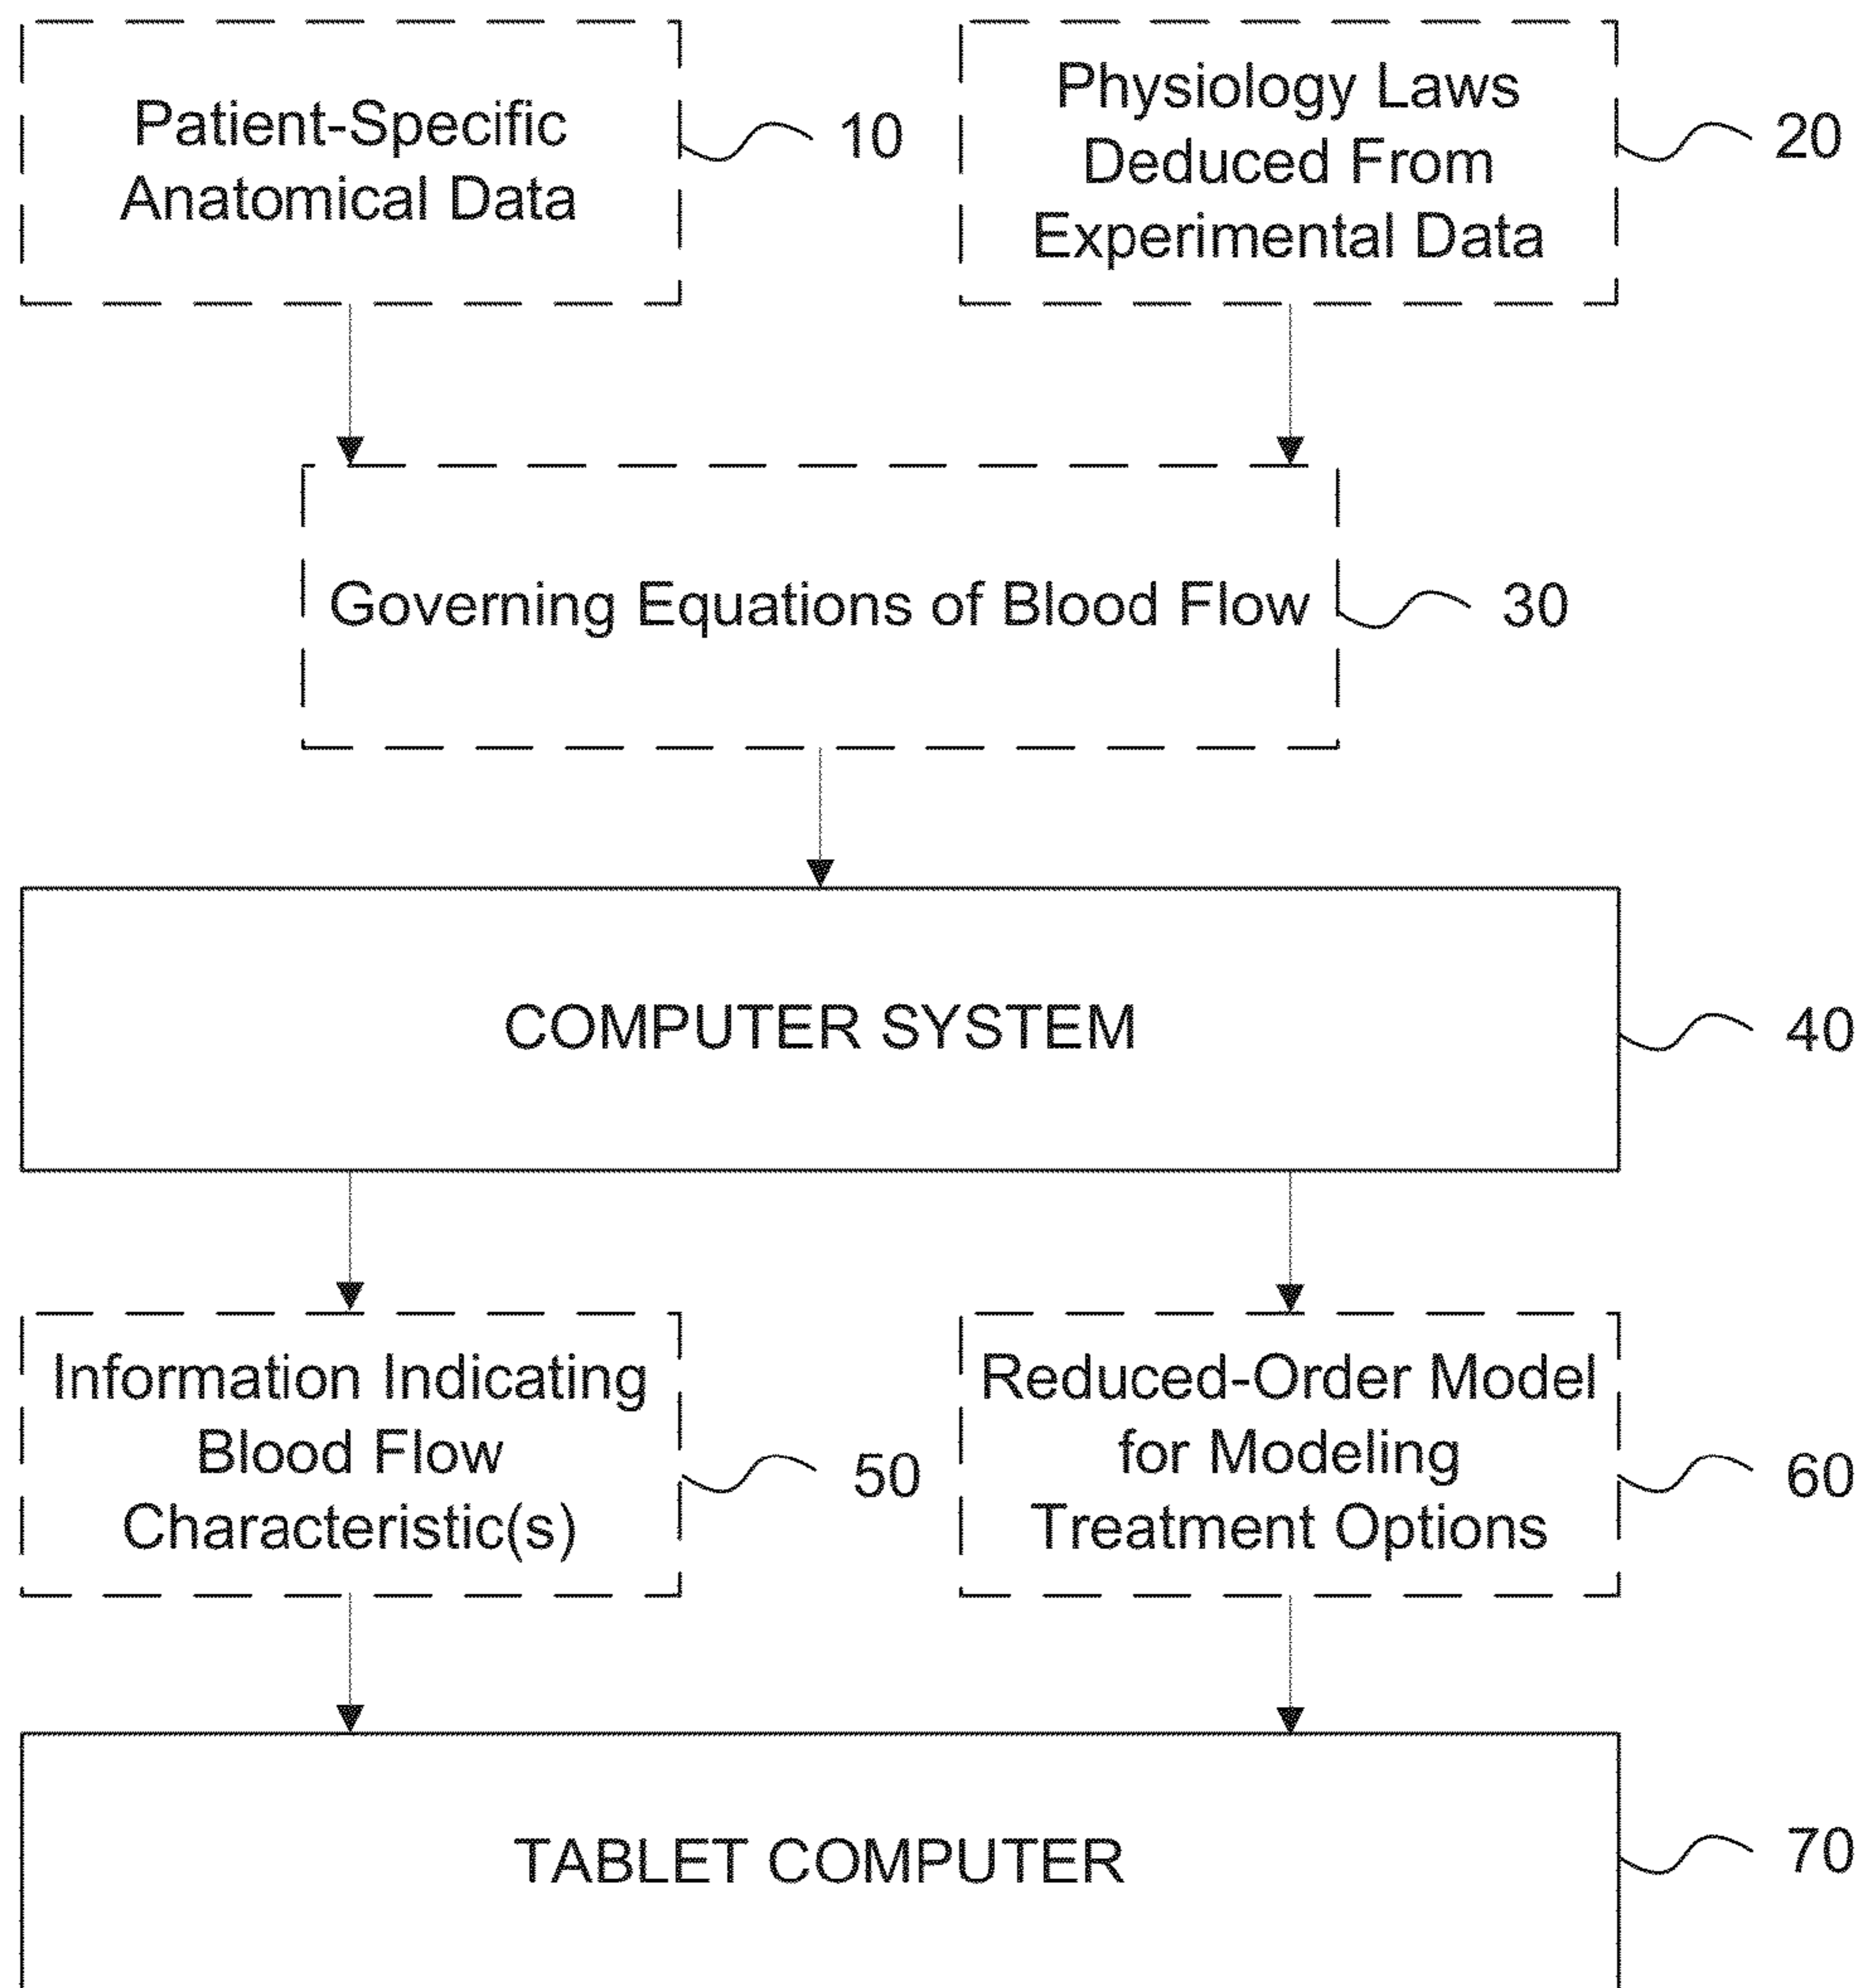 Patient-Specific
Anatomical Data
10
Physiology Laws
Deduced From
Experimental Data
20
Governing Equations of Blood Flow
30
COMPUTER SYSTEM
40
Information Indicating
Blood Flow
Characteristic(s)
50
Reduced-Order Model
for Modeling
Treatment Options
60
TABLET COMPUTER
70